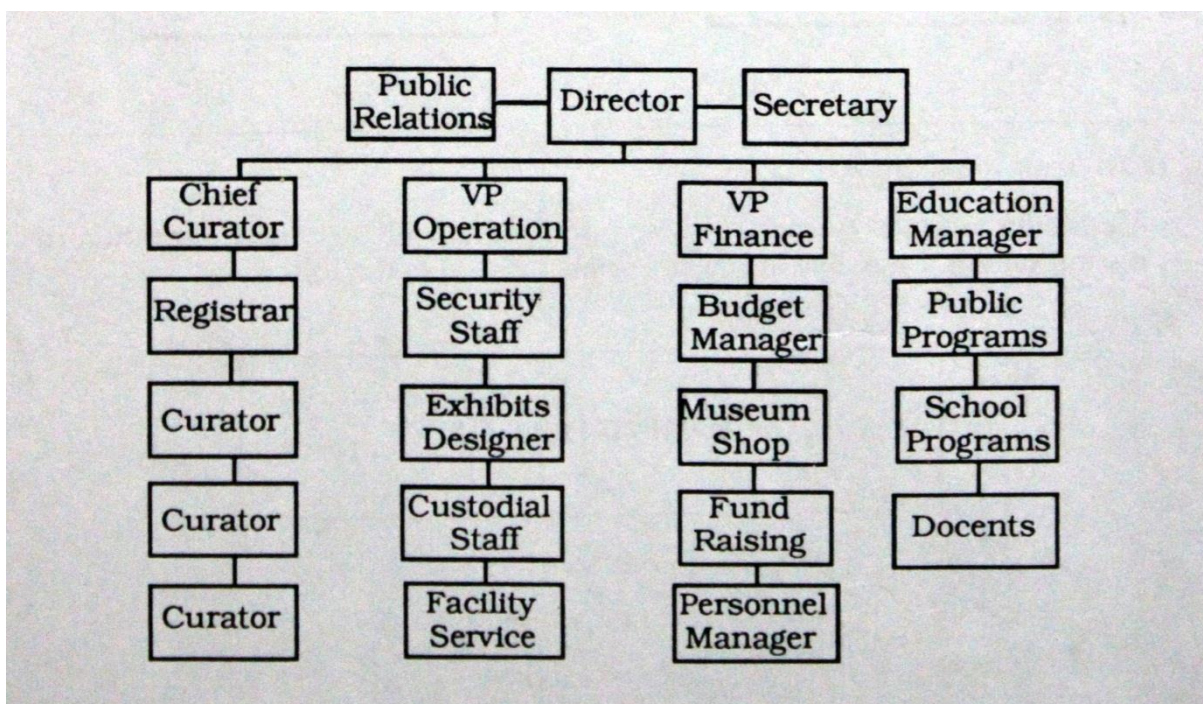 Public
Relations
Director
Secretary
Chief
Curator
VP
Operation
VP
Finance
Education
Manager
Registrar
Security
Staff
Budget
Manager
Public
Programs
Curator
Exhibits
Designer
Museum
Shop
School
Programs
Curator
Custodial
Staff
Fund
Raising
Docents
Curator
Facility
Service
Personnel
Manager